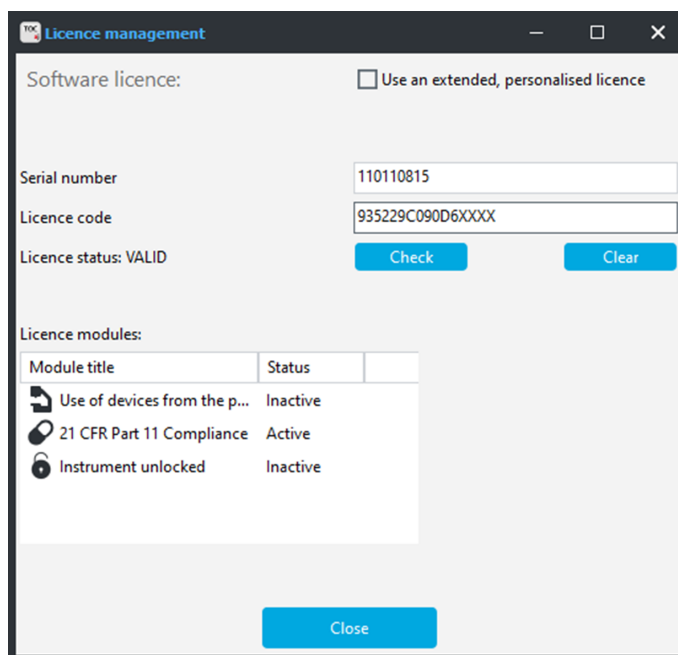 TOC Licence management
Software licence:
Use an extended, personalised licence
Serial number 110110815
Licence code 935229C090D6XXXX
Licence status: VALID Check Clear
Licence modules:
Module title Status
Use of devices from the p... Inactive
21 CFR Part 11 Compliance Active
Instrument unlocked Inactive
Close